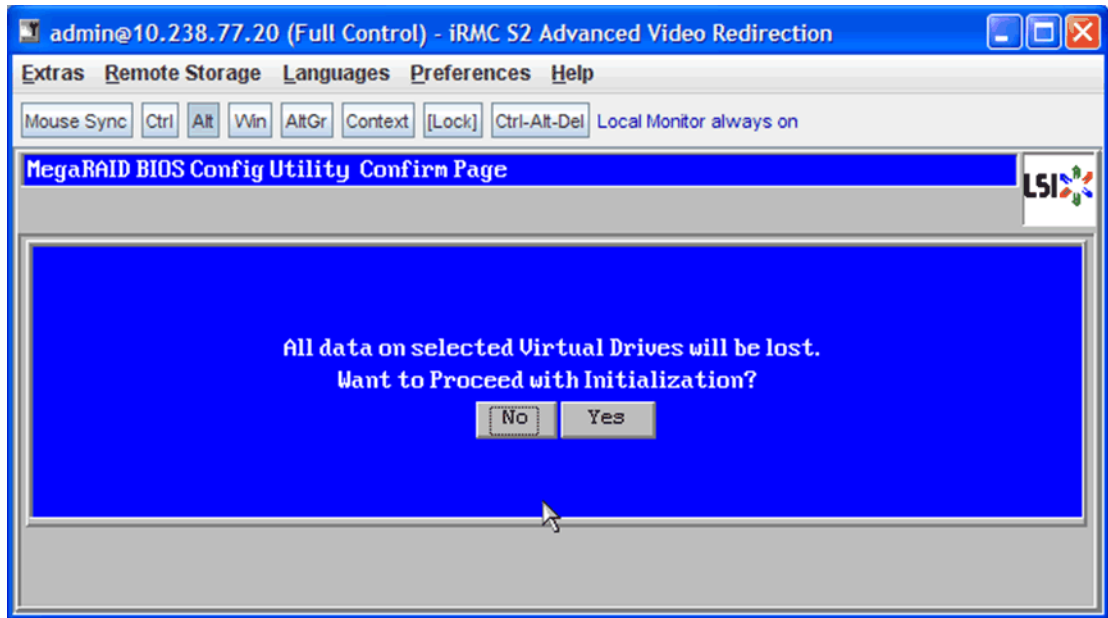 admin@10.238.77.20 (Full Control) - iRMC S2 Advanced Video Redirection
Extras Remote Storage Languages Preferences Help
Mouse Sync Ctrl Alt Win AltGr Context [Lock] Ctrl-Alt-Del Local Monitor always on
MegaRAID BIOS Config Utility Confirm Page
LSI
All data on selected Virtual Drives will be lost.
Want to Proceed with Initialization?
No Yes